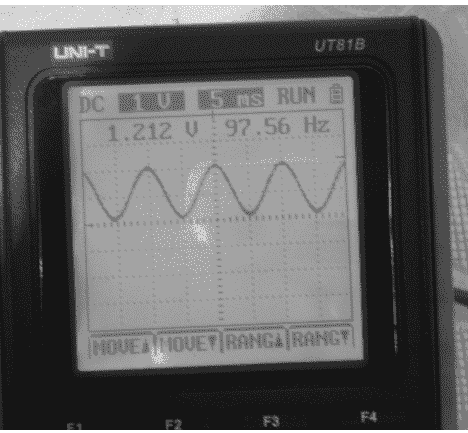 UNI-T UT81B
DC 1 V 5 mS RUN
1.212 V 97.56 Hz
MOVE▲ MOVE▼ RANG▲ RANG▼
F1 F2 F3 F4